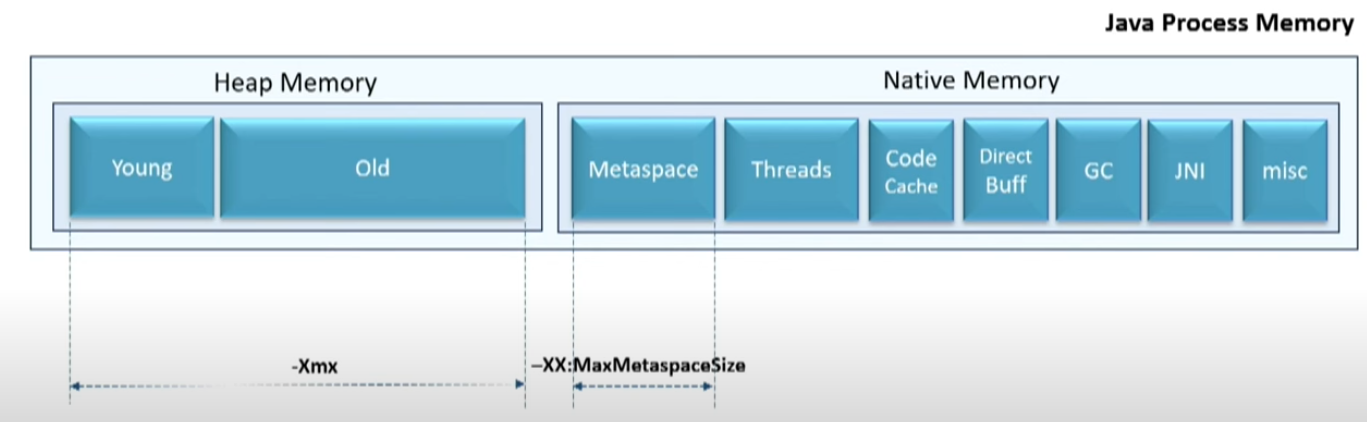 Java Process Memory
Heap Memory
Native Memory
Young
Old
Metaspace
Threads
Code
Cache
Direct
Buff
GC
JNI
misc
-Xmx
–XX:MaxMetaspaceSize